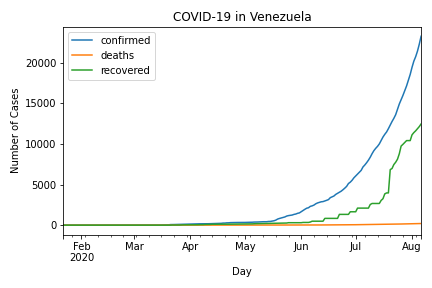 COVID-19 in Venezuela
confirmed
deaths
recovered
Number of Cases
20000
15000
10000
5000
0
Feb
2020
Mar
Apr
May
Jun
Jul
Aug
Day